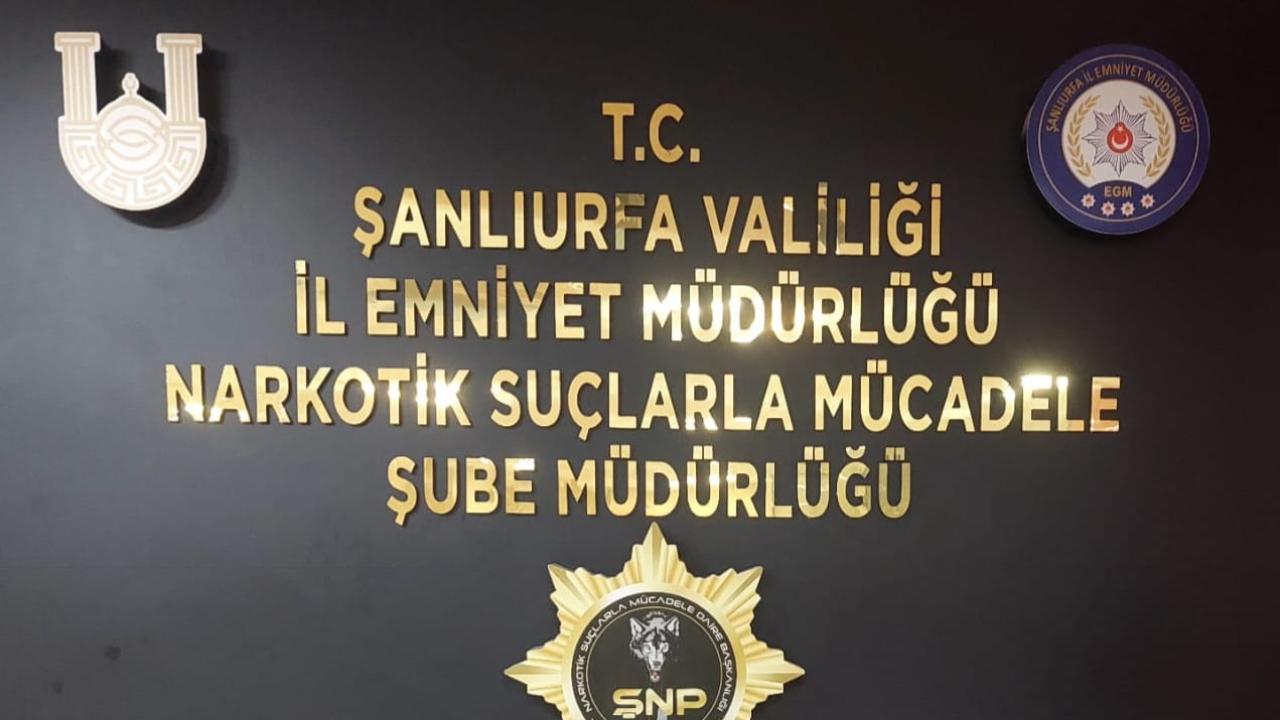 T.C.
ŞANLIURFA VALİLİĞİ
İL EMNİYET MÜDÜRLÜĞÜ
NARKOTİK SUÇLARLA MÜCADELE
ŞUBE MÜDÜRLÜĞÜ
ŞANLIURFA İL EMNİYET MÜDÜRLÜĞÜ
EGM
NARKOTİK SUÇLARLA MÜCADELE DAİRE BAŞKANLIĞI
ŞNP